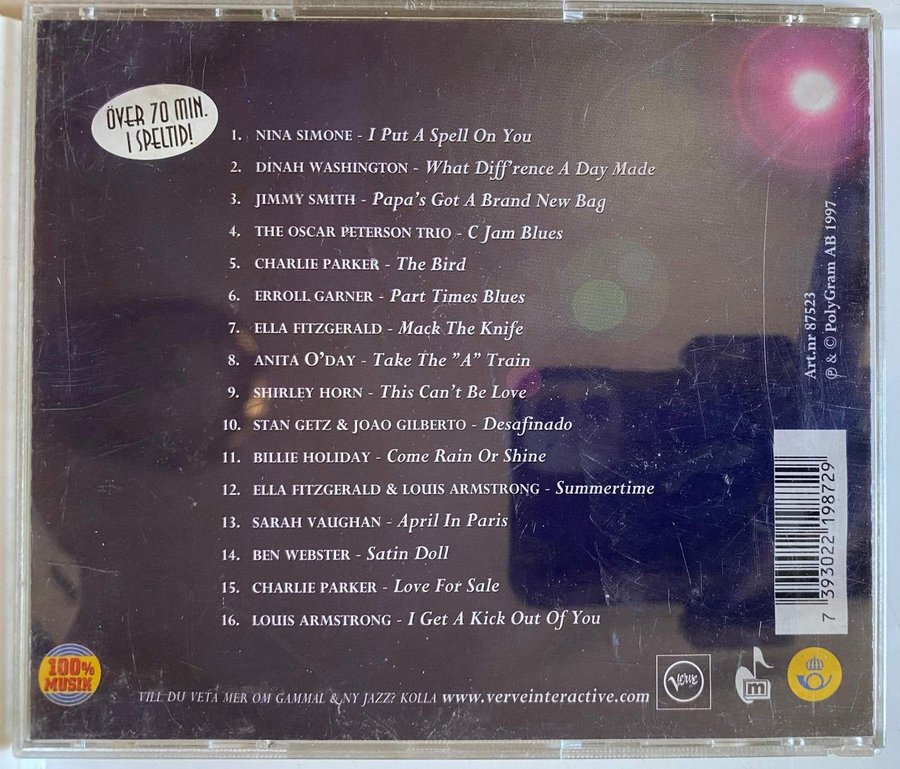 ÖVER 70 MIN.
I SPELTID!
1. NINA SIMONE - I Put A Spell On You
2. DINAH WASHINGTON - What Diff'rence A Day Made
3. JIMMY SMITH - Papa's Got A Brand New Bag
4. THE OSCAR PETERSON TRIO - C Jam Blues
5. CHARLIE PARKER - The Bird
6. ERROLL GARNER - Part Times Blues
7. ELLA FITZGERALD - Mack The Knife
8. ANITA O'DAY - Take The ”A” Train
9. SHIRLEY HORN - This Can't Be Love
10. STAN GETZ & JOAO GILBERTO - Desafinado
11. BILLIE HOLIDAY - Come Rain Or Shine
12. ELLA FITZGERALD & LOUIS ARMSTRONG - Summertime
13. SARAH VAUGHAN - April In Paris
14. BEN WEBSTER - Satin Doll
15. CHARLIE PARKER - Love For Sale
16. LOUIS ARMSTRONG - I Get A Kick Out Of You
Art.nr 87523
℗ & © PolyGram AB 1997
7 393022 198729
100%
MUSIK
VILL DU VETA MER OM GAMMAL & NY JAZZ? KOLLA www.verveinteractive.com
Verve
m